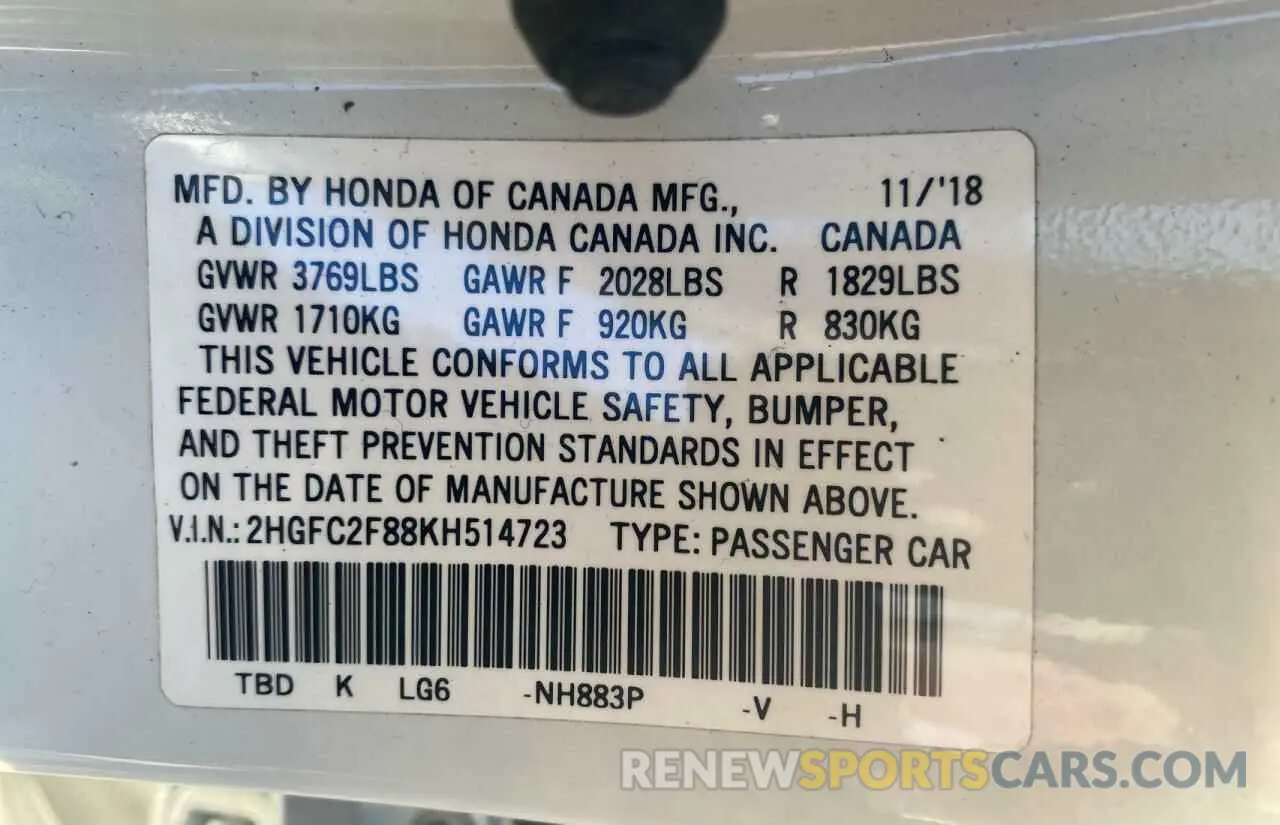 MFD. BY HONDA OF CANADA MFG., 11/'18
A DIVISION OF HONDA CANADA INC. CANADA
GVWR 3769LBS GAWR F 2028LBS R 1829LBS
GVWR 1710KG GAWR F 920KG R 830KG
THIS VEHICLE CONFORMS TO ALL APPLICABLE
FEDERAL MOTOR VEHICLE SAFETY, BUMPER,
AND THEFT PREVENTION STANDARDS IN EFFECT
ON THE DATE OF MANUFACTURE SHOWN ABOVE.
V.I.N.: 2HGFC2F88KH514723 TYPE: PASSENGER CAR
TBD K LG6 -NH883P -V -H
RENEWSPORTSCARS.COM